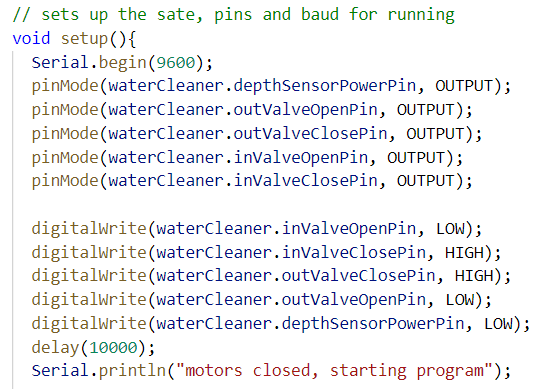 // sets up the sate, pins and baud for running
void setup(){
  Serial.begin(9600);
  pinMode(waterCleaner.depthSensorPowerPin, OUTPUT);
  pinMode(waterCleaner.outValveOpenPin, OUTPUT);
  pinMode(waterCleaner.outValveClosePin, OUTPUT);
  pinMode(waterCleaner.inValveOpenPin, OUTPUT);
  pinMode(waterCleaner.inValveClosePin, OUTPUT);

  digitalWrite(waterCleaner.inValveOpenPin, LOW);
  digitalWrite(waterCleaner.inValveClosePin, HIGH);
  digitalWrite(waterCleaner.outValveClosePin, HIGH);
  digitalWrite(waterCleaner.outValveOpenPin, LOW);
  digitalWrite(waterCleaner.depthSensorPowerPin, LOW);
  delay(10000);
  Serial.println("motors closed, starting program");